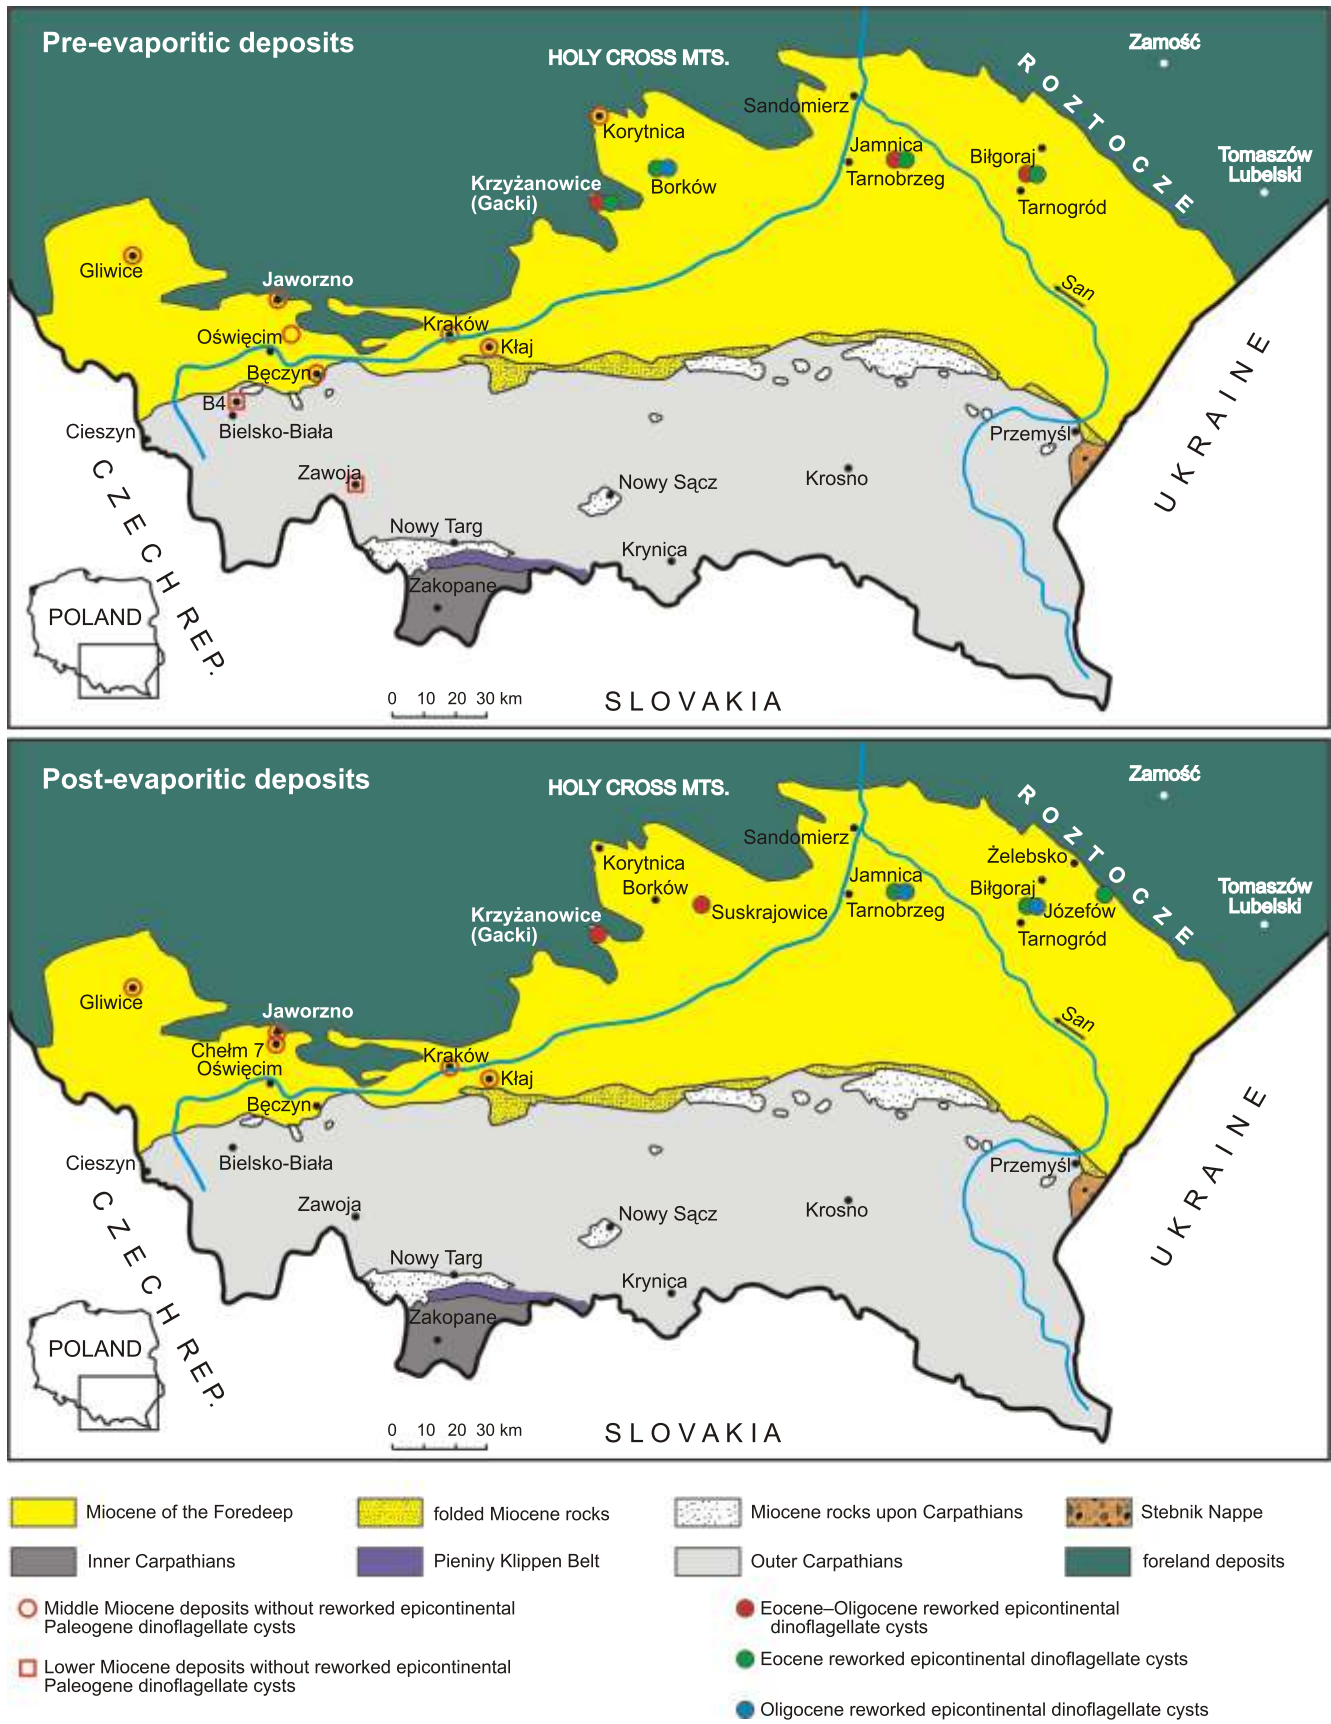 Pre-evaporitic deposits
HOLY CROSS MTS.
Zamość
ROZTOCZE
Sandomierz
Korytnica
Jamnica
Biłgoraj
Tomaszów
Lubelski
Krzyżanowice
(Gacki)
Borków
Tarnobrzeg
Tarnogród
Gliwice
Jaworzno
San
Oświęcim
Kraków
Kłaj
Bęczyn
B4
Cieszyn
Bielsko-Biała
Przemyśl
UKRAINE
Zawoja
Nowy Sącz
Krosno
CZECH REP.
Nowy Targ
Krynica
Zakopane
POLAND
0 10 20 30 km
SLOVAKIA
Post-evaporitic deposits
HOLY CROSS MTS.
Zamość
ROZTOCZE
Sandomierz
Żelebsko
Korytnica
Borków
Jamnica
Biłgoraj
Tomaszów
Lubelski
Krzyżanowice
(Gacki)
Suskrajowice
Tarnobrzeg
Józefów
Tarnogród
Gliwice
Jaworzno
San
Chełm 7
Oświęcim
Kraków
Kłaj
Bęczyn
Cieszyn
Bielsko-Biała
Przemyśl
UKRAINE
Zawoja
Nowy Sącz
Krosno
CZECH REP.
Nowy Targ
Krynica
Zakopane
POLAND
0 10 20 30 km
SLOVAKIA
Miocene of the Foredeep
folded Miocene rocks
Miocene rocks upon Carpathians
Stebnik Nappe
Inner Carpathians
Pieniny Klippen Belt
Outer Carpathians
foreland deposits
Middle Miocene deposits without reworked epicontinental
Paleogene dinoflagellate cysts
Lower Miocene deposits without reworked epicontinental
Paleogene dinoflagellate cysts
Eocene–Oligocene reworked epicontinental
dinoflagellate cysts
Eocene reworked epicontinental dinoflagellate cysts
Oligocene reworked epicontinental dinoflagellate cysts